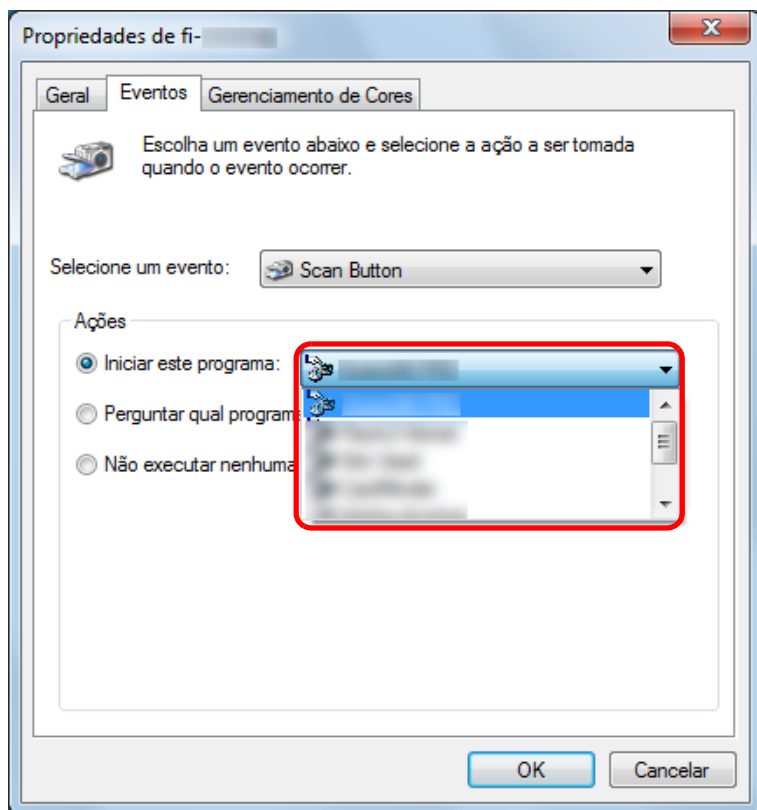 Propriedades de fi-
Geral Eventos Gerenciamento de Cores
Escolha um evento abaixo e selecione a ação a ser tomada
quando o evento ocorrer.
Selecione um evento: Scan Button
Ações
Iniciar este programa:
Perguntar qual program
Não executar nenhuma
OK Cancelar